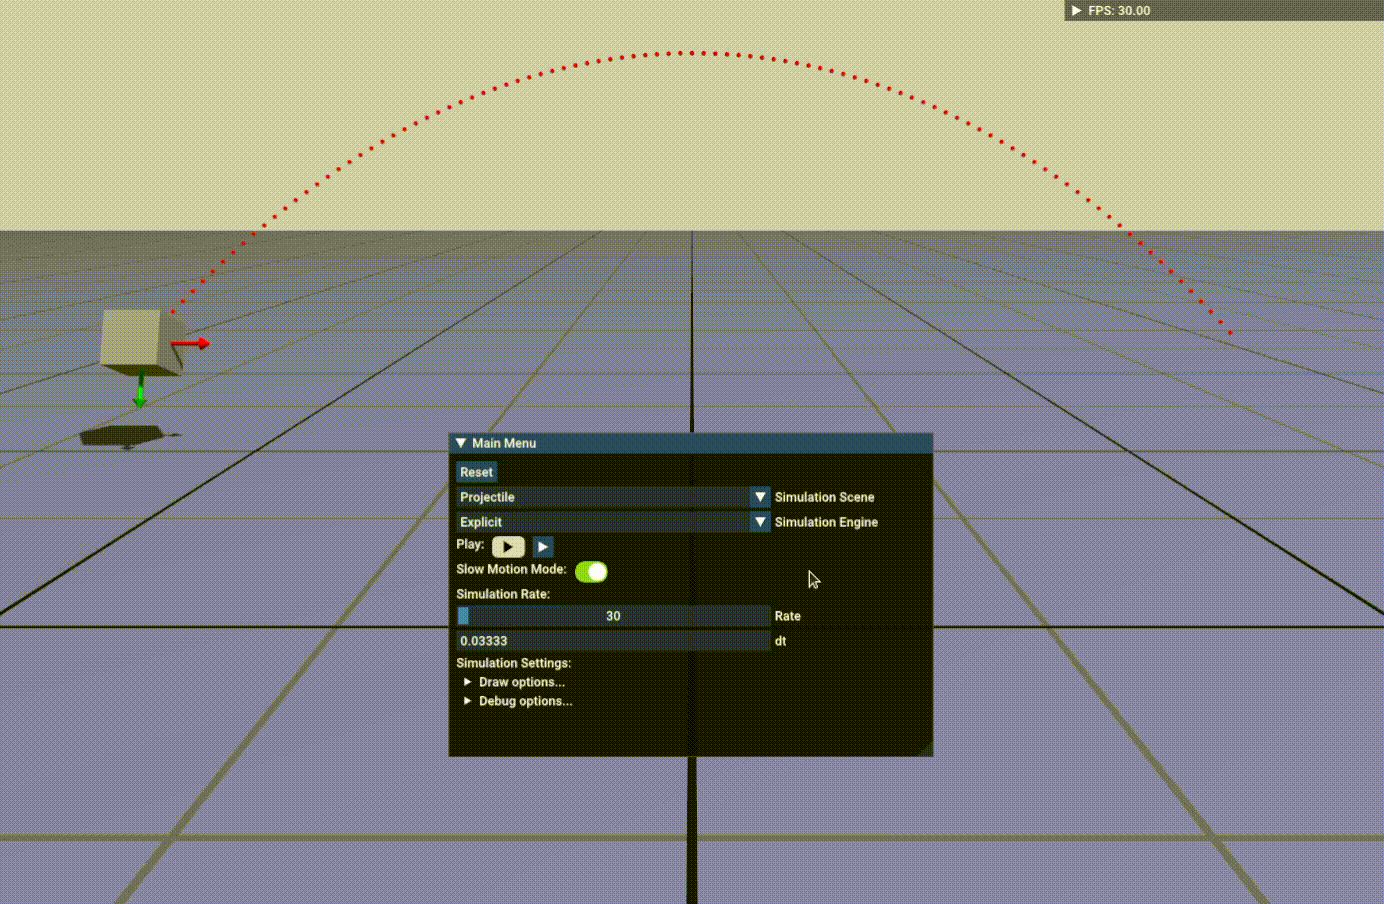 FPS: 30.00
Main Menu
Reset
Projectile Simulation Scene
Explicit Simulation Engine
Play:
Slow Motion Mode:
Simulation Rate:
30 Rate
0.03333 dt
Simulation Settings:
Draw options...
Debug options...